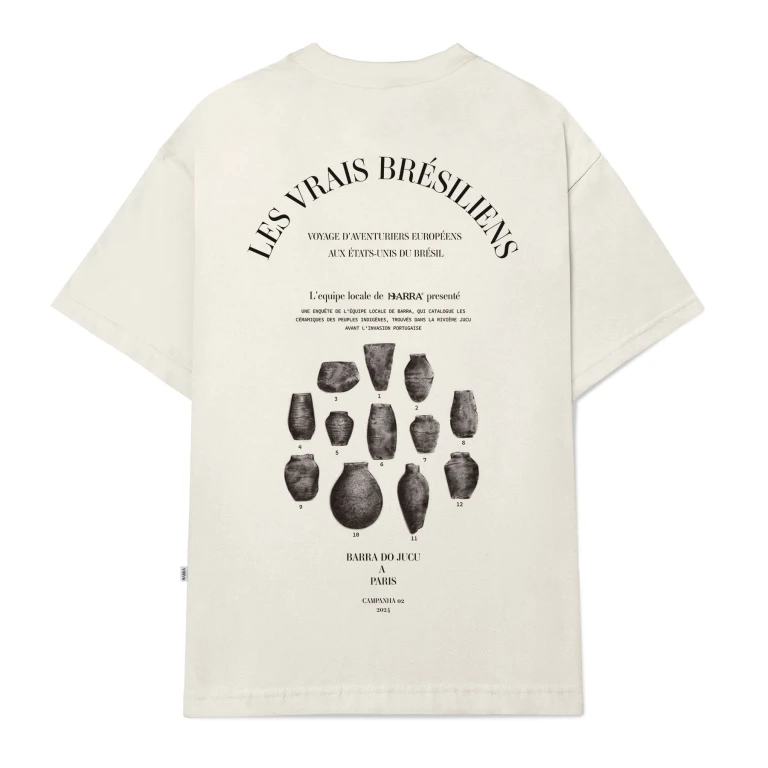 LES VRAIS BRÉSILIENS
VOYAGE D'AVENTURIERS EUROPÉENS
AUX ÉTATS-UNIS DU BRÉSIL
L'equipe locale de BARRA presenté
UNE ENQUÊTE DE L'ÉQUIPE LOCALE DE BARRA, QUI CATALOGUE LES
CÉRAMIQUES DES PEUPLES INDIGÈNES, TROUVÉS DANS LA RIVIÈRE JUCU
AVANT L'INVASION PORTUGAISE
3 1 2
4 5 6 7 8
9 10 11 12
BARRA DO JUCU
A
PARIS
CAMPANHA 02
2024
BARRA